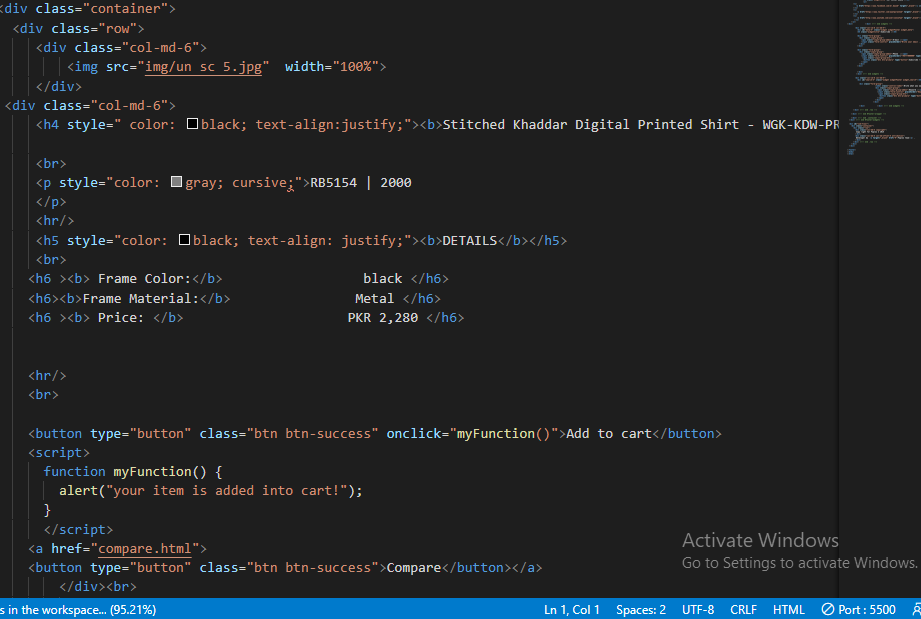 <div class="container">
<div class="row">
<div class="col-md-6">
<img src="img/un sc 5.jpg"  width="100%">
</div>
<div class="col-md-6">
<h4 style=" color: black; text-align:justify;"><b>Stitched Khaddar Digital Printed Shirt - WGK-KDW-PR
<br>
<p style="color: gray; cursive;">RB5154 | 2000
</p>
<hr/>
<h5 style="color: black; text-align: justify;"><b>DETAILS</b></h5>
<br>
<h6 ><b> Frame Color:</b> black </h6>
<h6><b>Frame Material:</b> Metal </h6>
<h6 ><b> Price: </b> PKR 2,280 </h6>
<hr/>
<br>
<button type="button" class="btn btn-success" onclick="myFunction()">Add to cart</button>
<script>
function myFunction() {
alert("your item is added into cart!");
}
</script>
<a href="compare.html">
<button type="button" class="btn btn-success">Compare</button></a>
</div><br>
Activate Windows
Go to Settings to activate Windows.
s in the workspace... (95.21%) Ln 1, Col 1 Spaces: 2 UTF-8 CRLF HTML Port : 5500